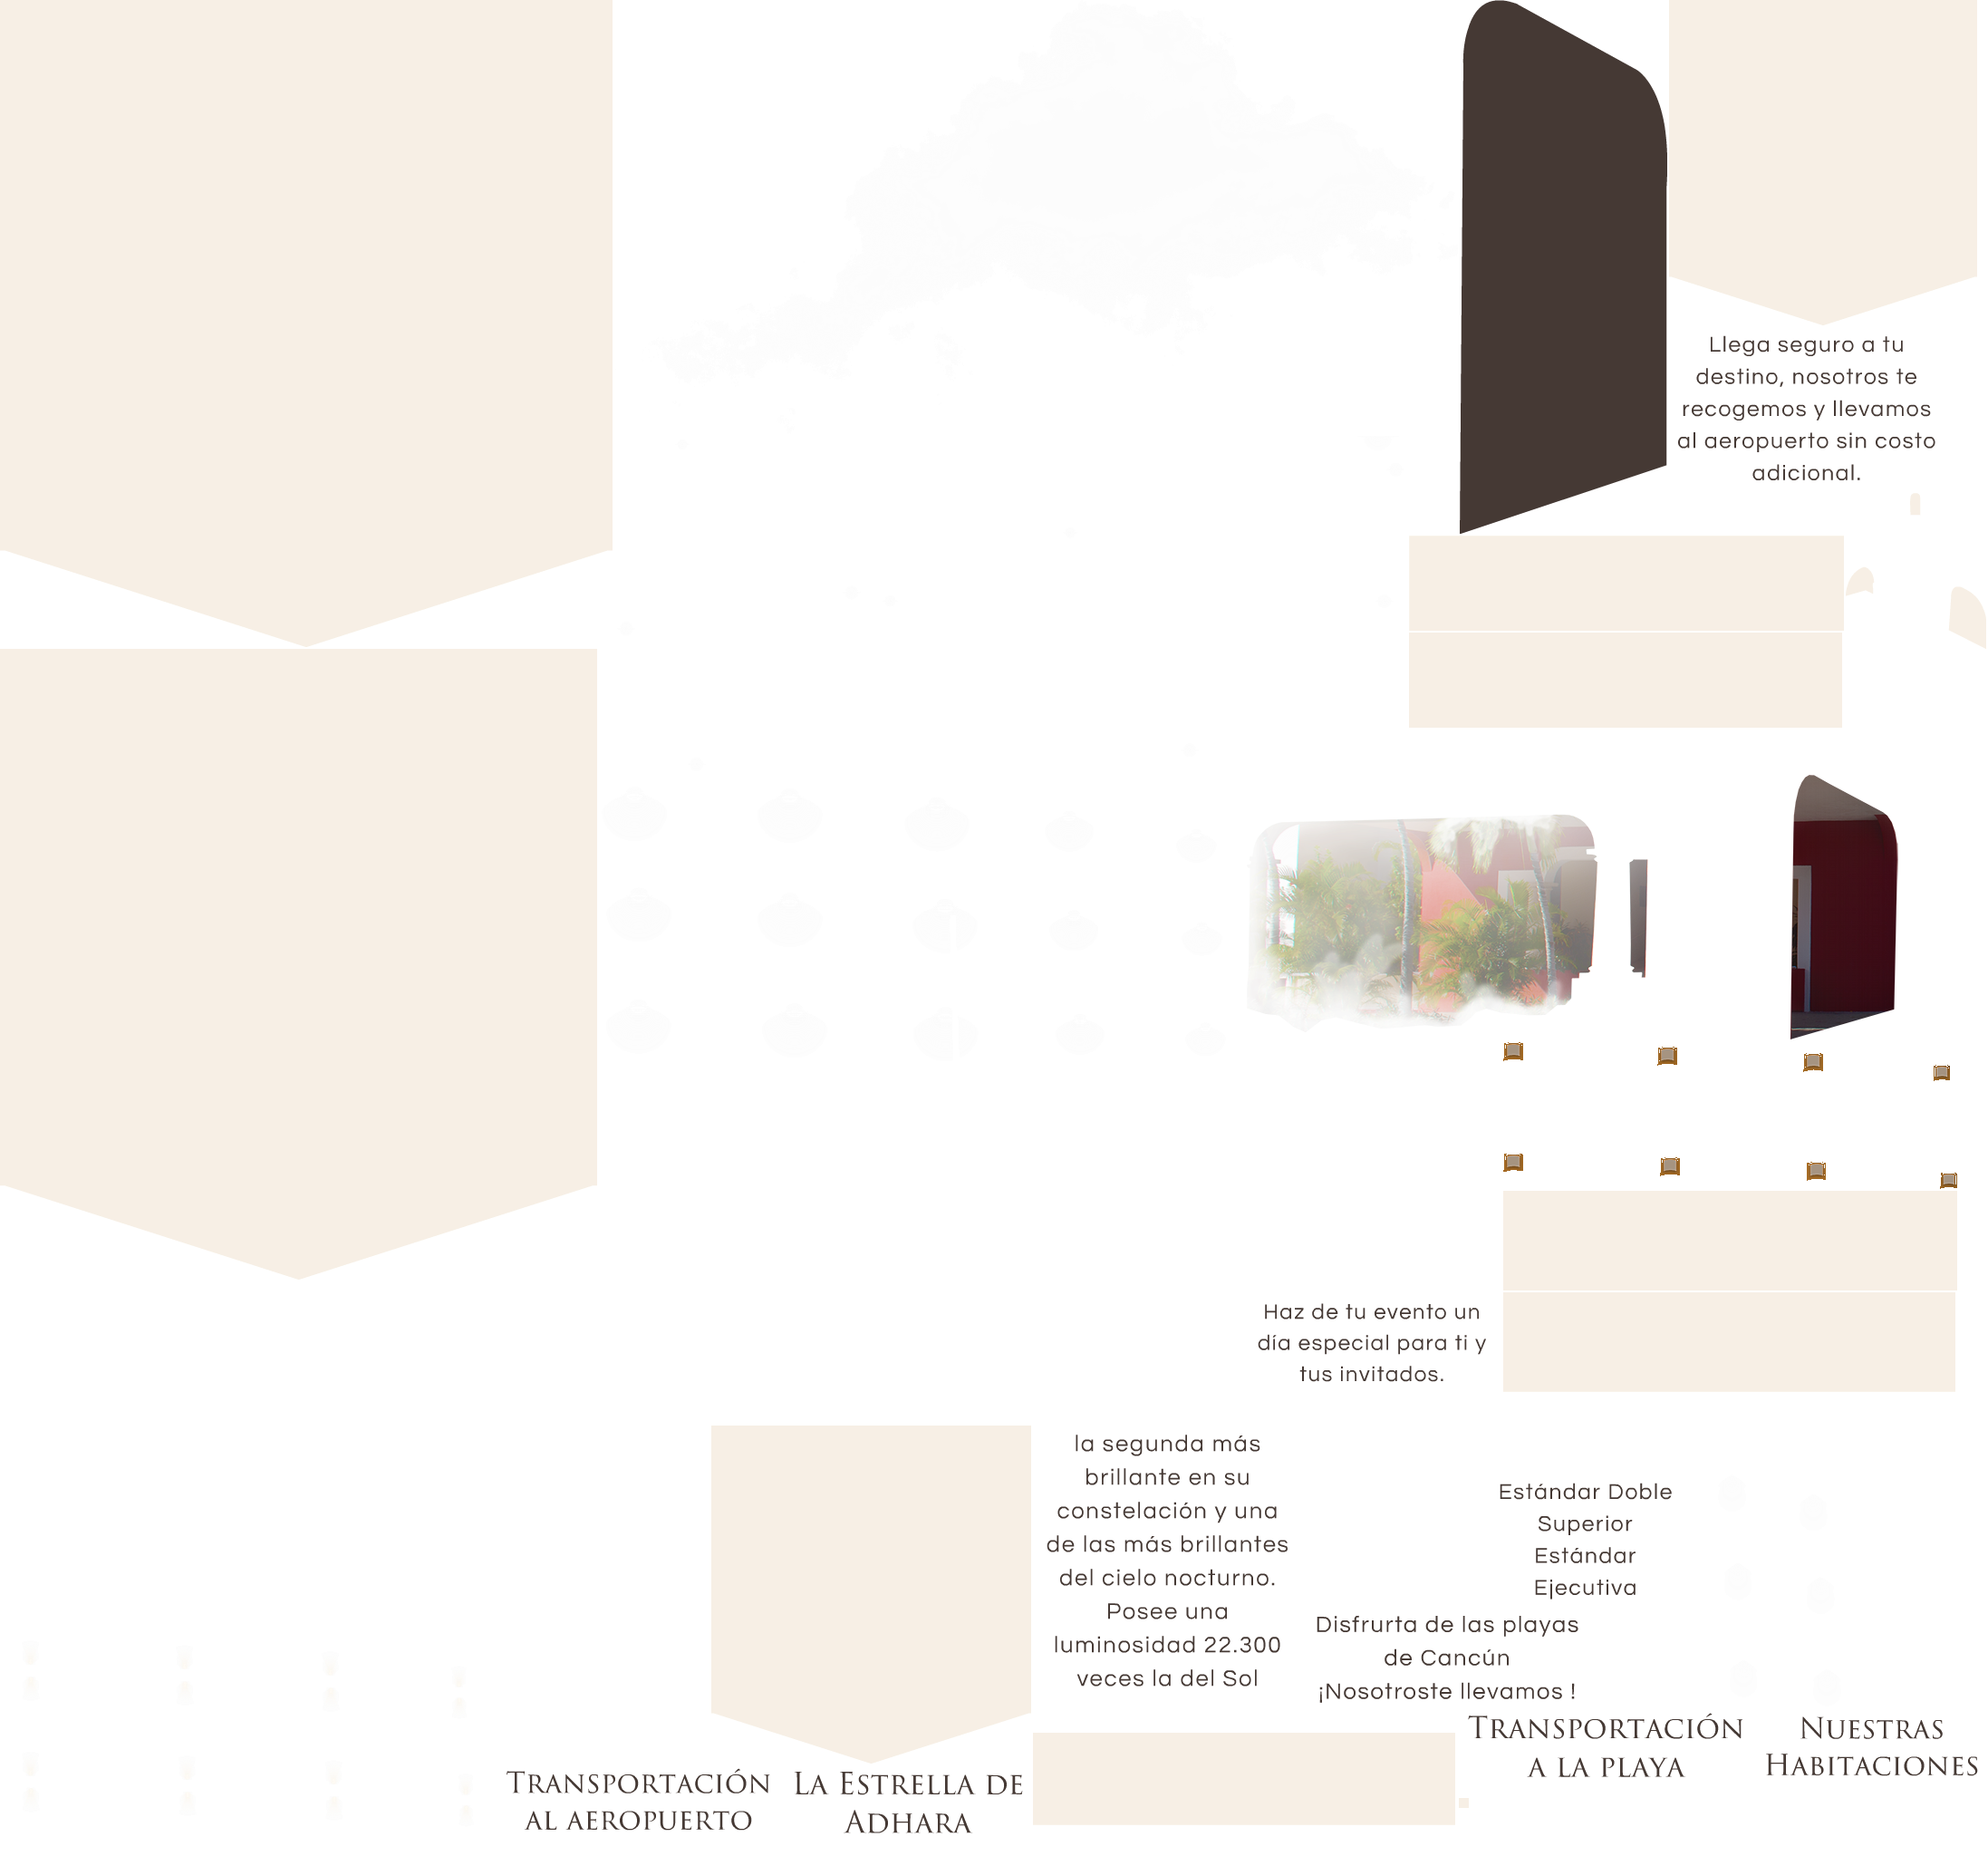 Llega seguro a tu
destino, nosotros te
recogemos y llevamos
al aeropuerto sin costo
adicional.
Haz de tu evento un
día especial para ti y
tus invitados.
la segunda más
brillante en su
constelación y una
de las más brillantes
del cielo nocturno.
Posee una
luminosidad 22.300
veces la del Sol
Estándar Doble
Superior
Estándar
Ejecutiva
Disfrurta de las playas
de Cancún
¡Nosotroste llevamos !
Transportación
a la playa
Nuestras
Habitaciones
Transportación
al aeropuerto
La Estrella de
Adhara